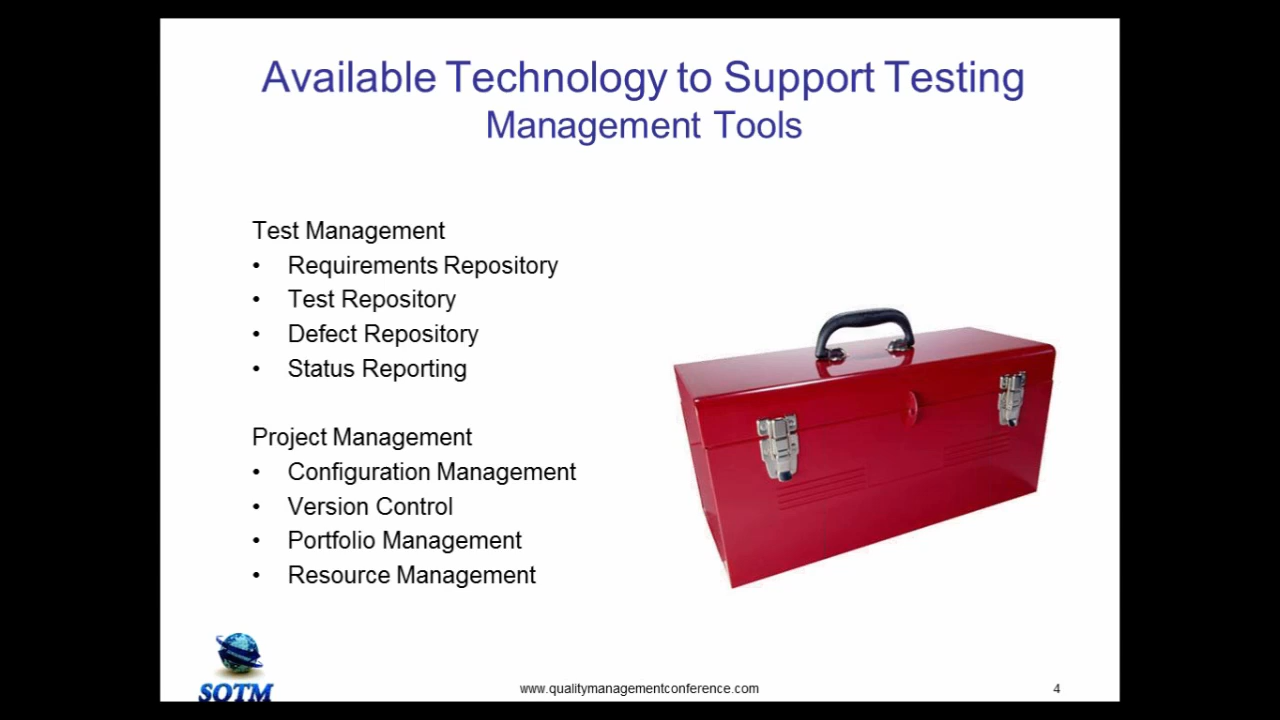 Available Technology to Support Testing
Management Tools
Test Management
• Requirements Repository
• Test Repository
• Defect Repository
• Status Reporting
Project Management
• Configuration Management
• Version Control
• Portfolio Management
• Resource Management
SOTM
www.qualitymanagementconference.com
4